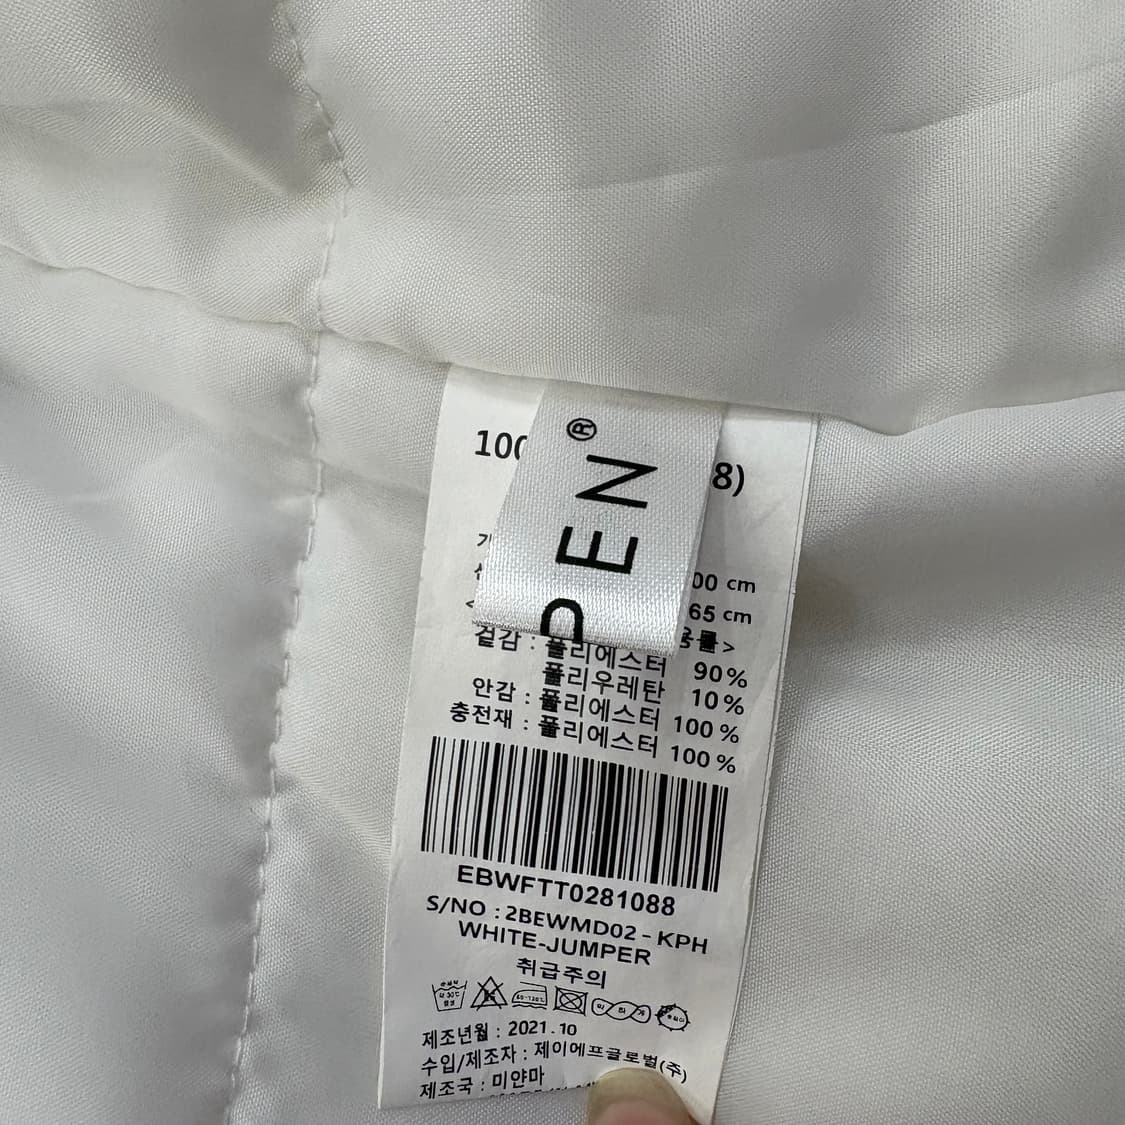 100
8)
PEN®
00 cm
65 cm
용률>
겉감 : 폴리에스터 90%
폴리우레탄 10%
안감 : 폴리에스터 100%
충전재 : 폴리에스터 100%
EBWFTT0281088
S/NO : 2BEWMD02 - KPH
WHITE-JUMPER
취급주의
제조년월 : 2021.10
수입/제조자 : 제이에프글로벌(주)
제조국 : 미얀마